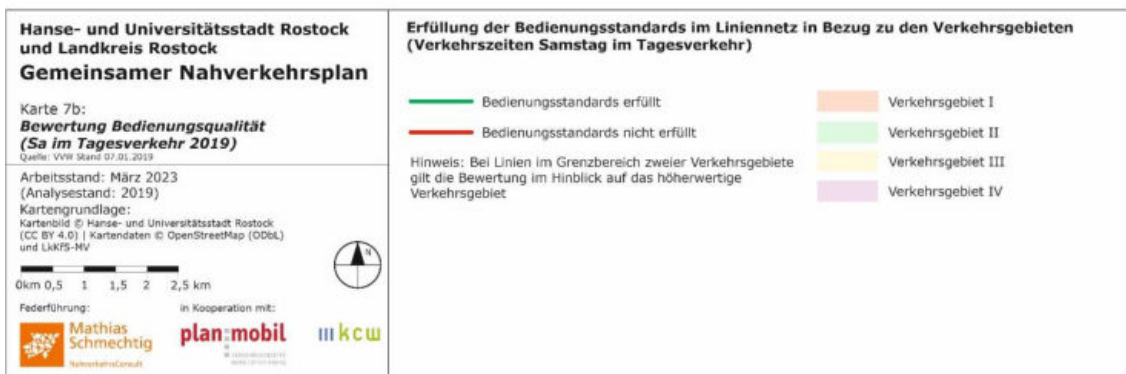 Hanse- und Universitätsstadt Rostock
und Landkreis Rostock
Gemeinsamer Nahverkehrsplan
Karte 7b:
Bewertung Bedienungsqualität
(Sa im Tagesverkehr 2019)
Quelle: VVW Stand 07.01.2019
Arbeitsstand: März 2023
(Analysestand: 2019)
Kartengrundlage:
Kartenbild © Hanse- und Universitätsstadt Rostock
(CC BY 4.0) | Kartendaten © OpenStreetMap (ODbL)
und LkKfS-MV
N
0km 0,5 1 1,5 2 2,5 km
Federführung:
in Kooperation mit:
Mathias
Schmechtig
NahverkehrsConsult
plan:mobil
mkcw
Erfüllung der Bedienungsstandards im Liniennetz in Bezug zu den Verkehrsgebieten
(Verkehrszeiten Samstag im Tagesverkehr)
Bedienungsstandards erfüllt
Bedienungsstandards nicht erfüllt
Hinweis: Bei Linien im Grenzbereich zweier Verkehrsgebiete
gilt die Bewertung im Hinblick auf das höherwertige
Verkehrsgebiet
Verkehrsgebiet I
Verkehrsgebiet II
Verkehrsgebiet III
Verkehrsgebiet IV